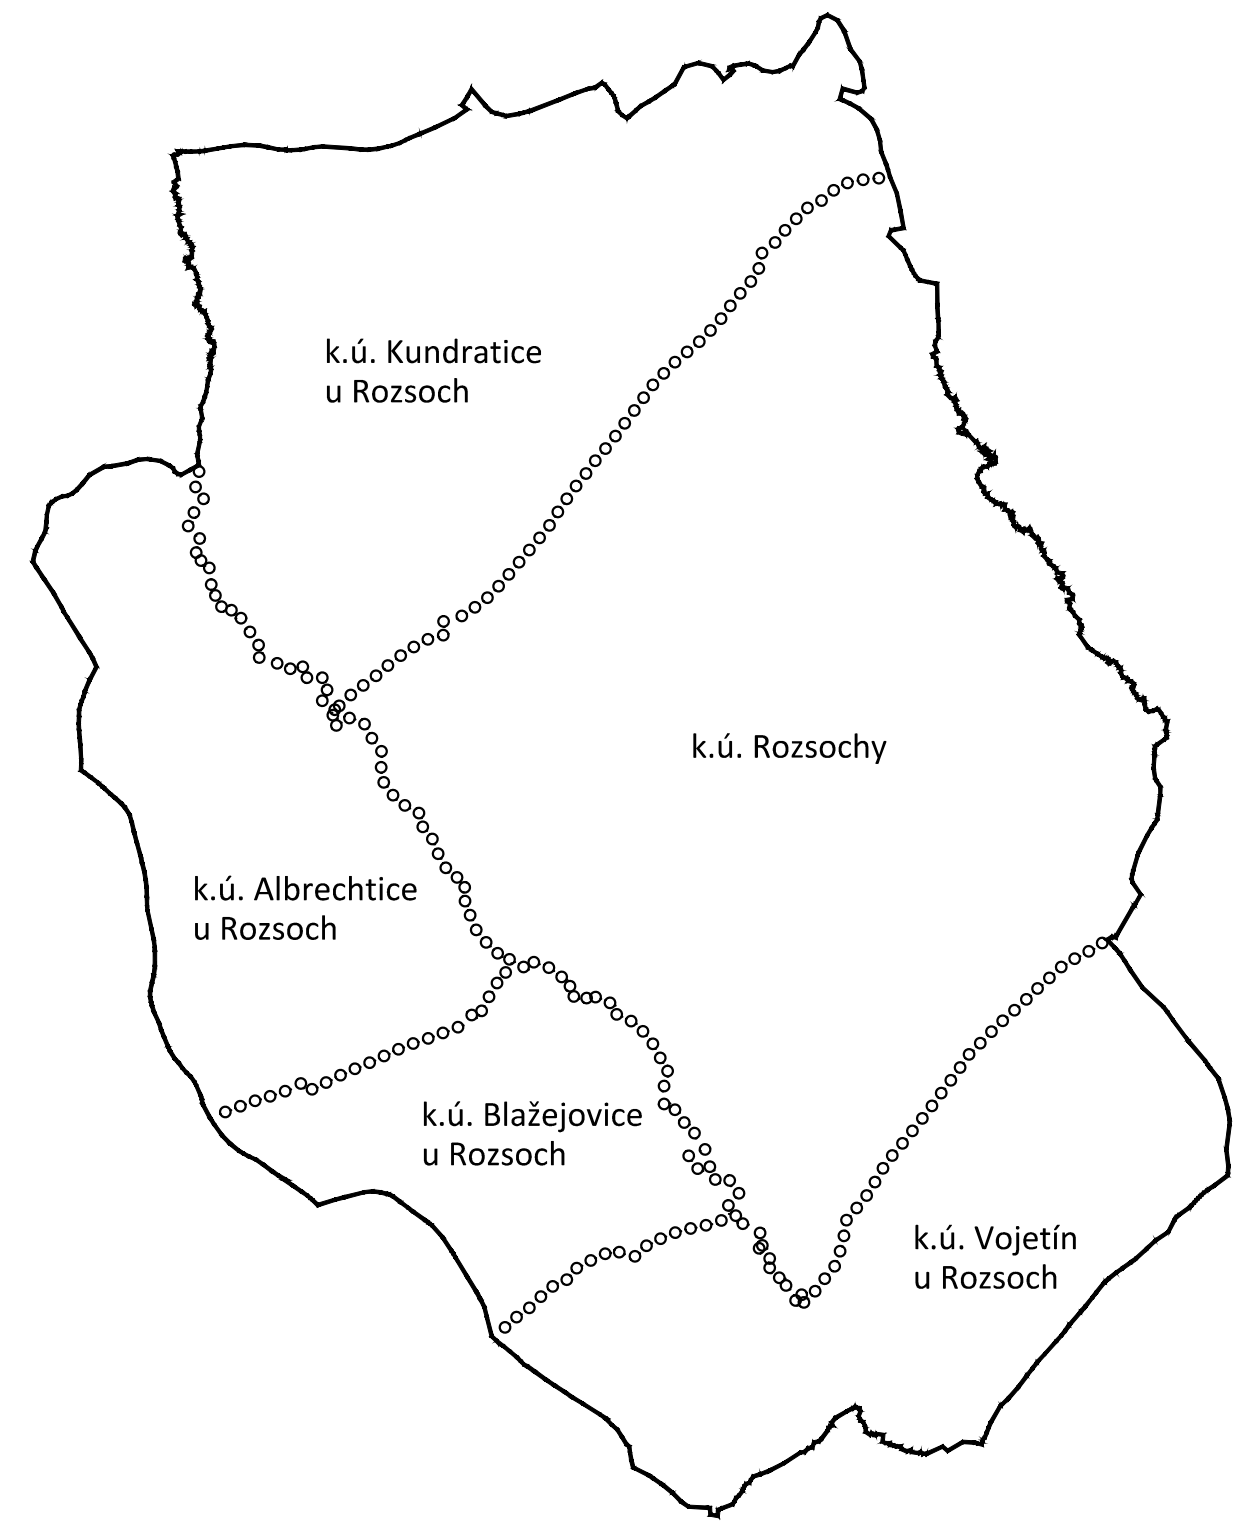 k.ú. Kundratice
u Rozsoch
k.ú. Rozsochy
k.ú. Albrechtice
u Rozsoch
k.ú. Blažejovice
u Rozsoch
k.ú. Vojetín
u Rozsoch